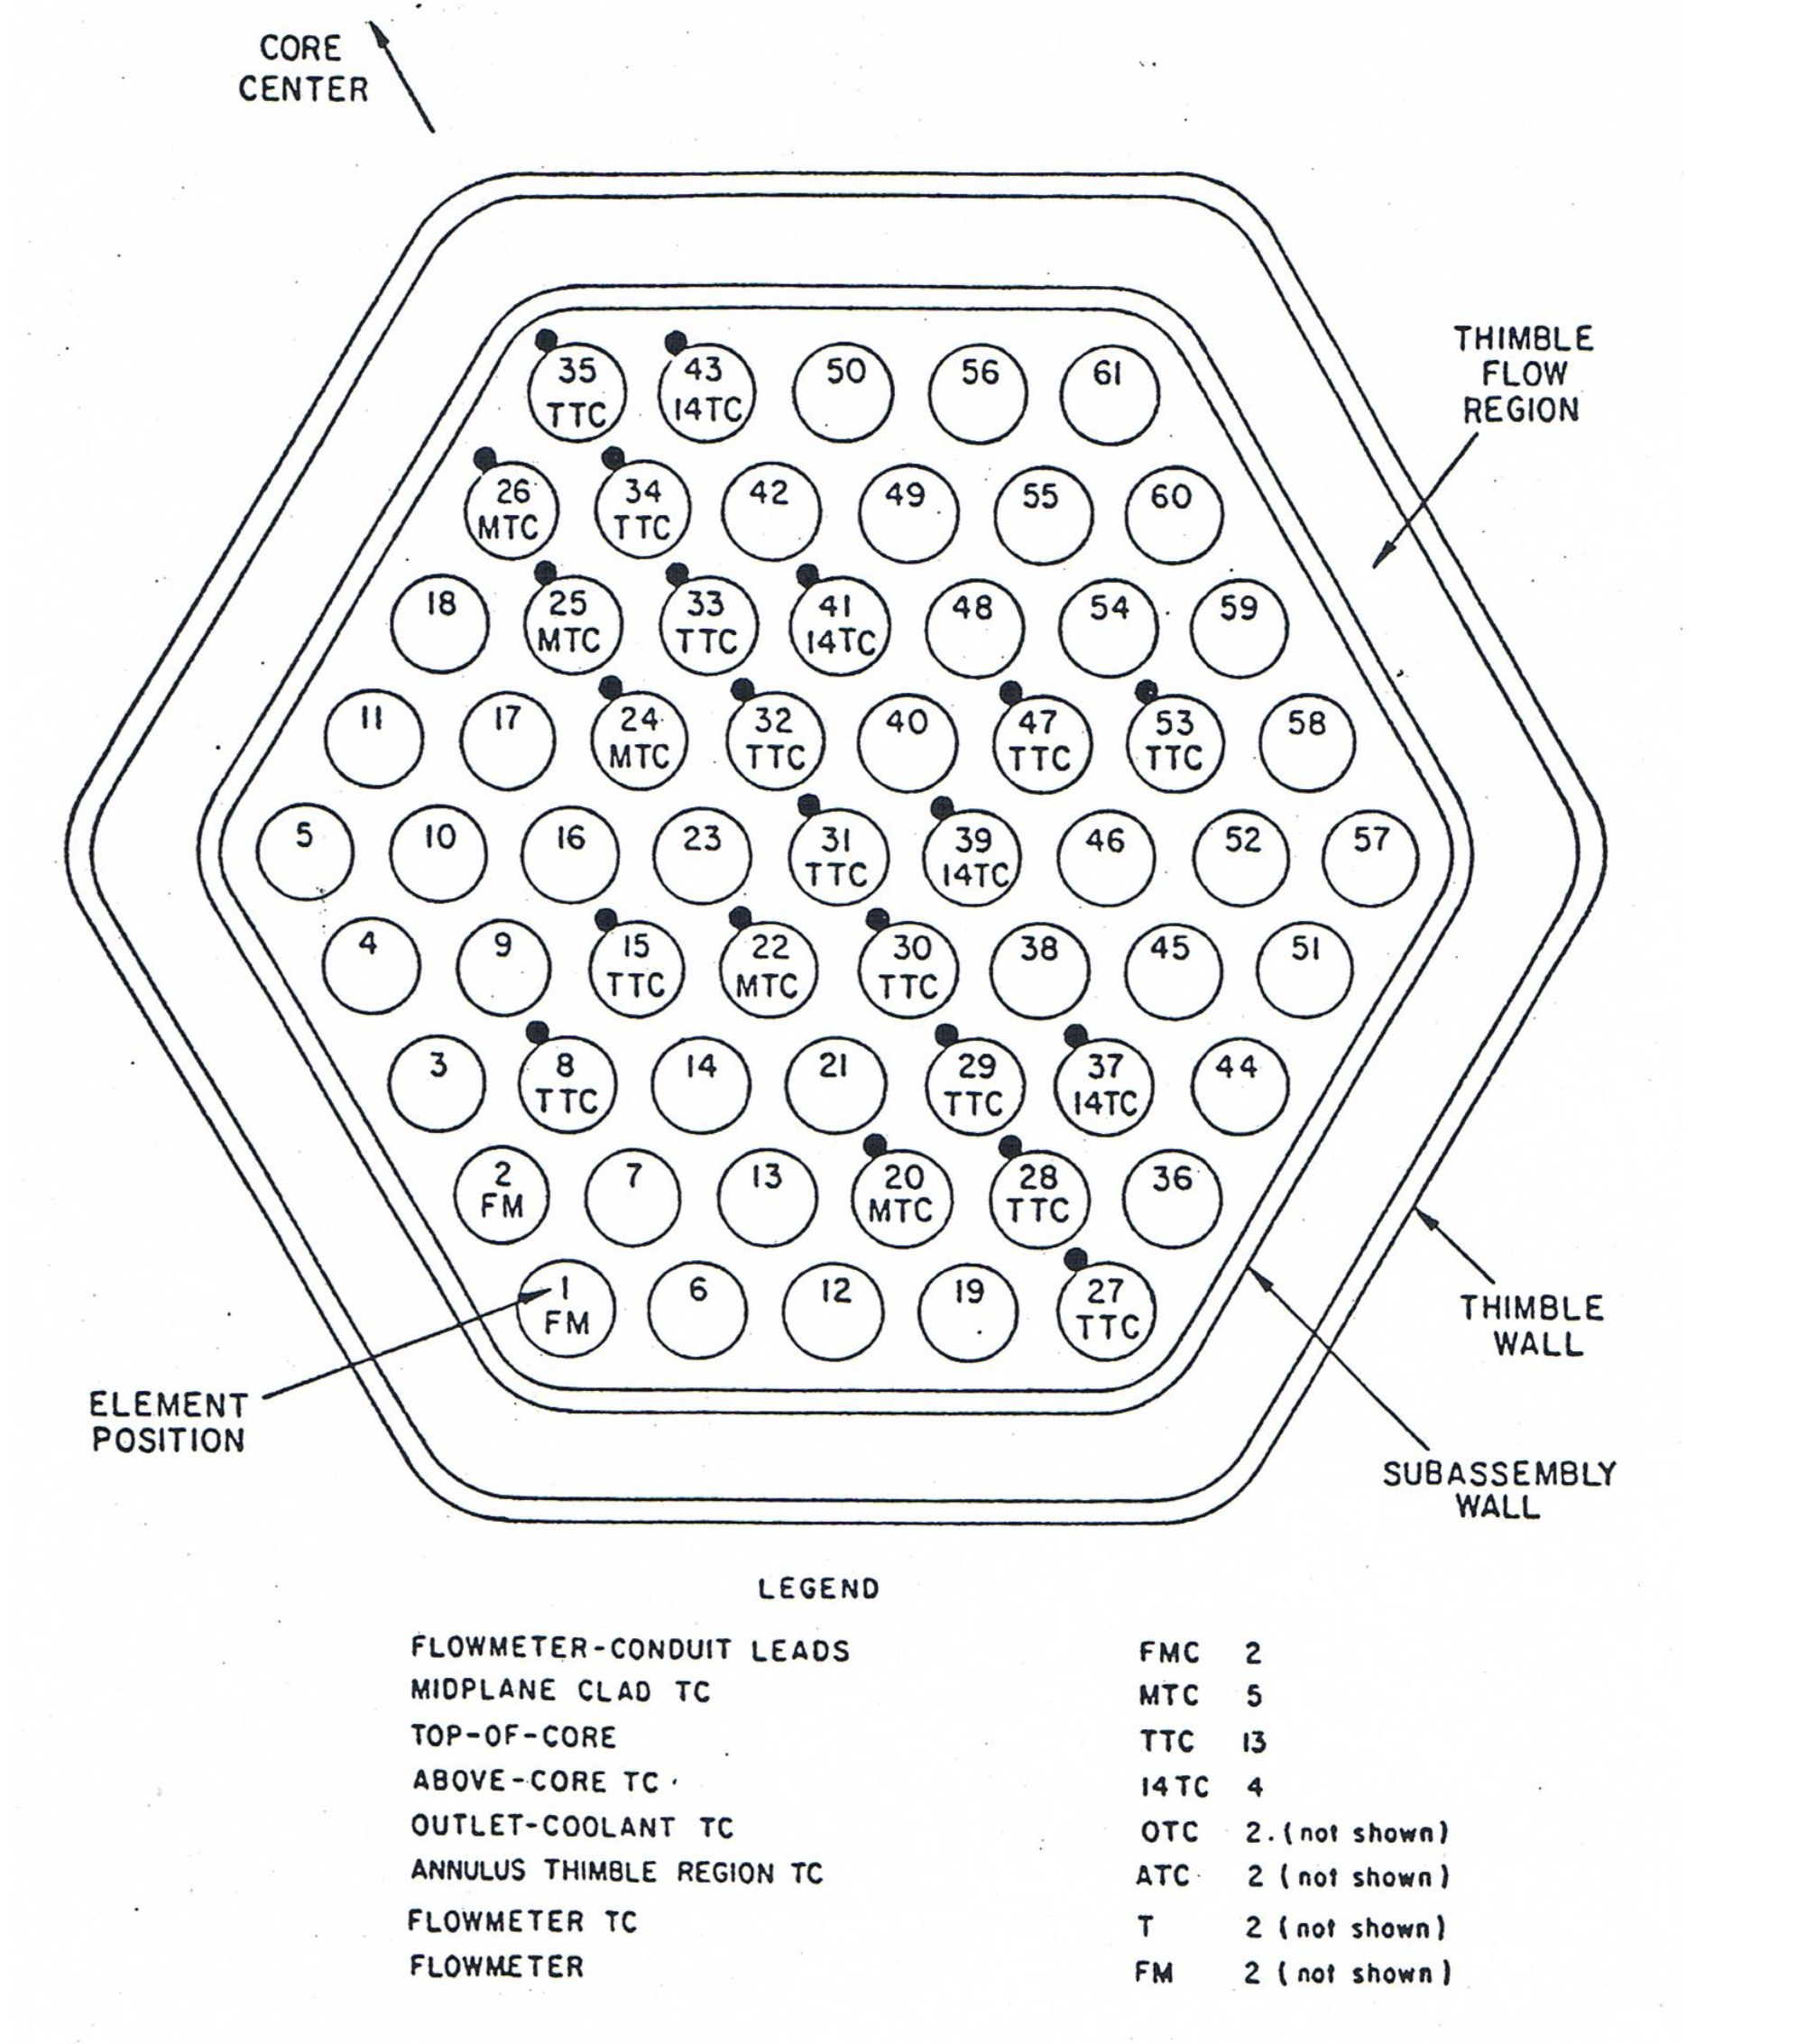 CORE
CENTER
THIMBLE
FLOW
REGION
35 43 50 56 61
TTC 14TC
26 34 42 49 55 60
MTC TTC
18 25 33 41 48 54 59
MTC TTC 14TC
11 17 24 32 40 47 53 58
MTC TTC TTC TTC
5 10 16 23 31 39 46 52 57
TTC 14TC
4 9 15 22 30 38 45 51
TTC MTC TTC
3 8 14 21 29 37 44
TTC TTC 14TC
2 7 13 20 28 36
FM MTC TTC
1 6 12 19 27
FM TTC
THIMBLE
WALL
ELEMENT
POSITION
SUBASSEMBLY
WALL
LEGEND
FLOWMETER-CONDUIT LEADS FMC 2
MIDPLANE CLAD TC MTC 5
TOP-OF-CORE TTC 13
ABOVE-CORE TC 14TC 4
OUTLET-COOLANT TC OTC 2 (not shown)
ANNULUS THIMBLE REGION TC ATC 2 (not shown)
FLOWMETER TC T 2 (not shown)
FLOWMETER FM 2 (not shown)